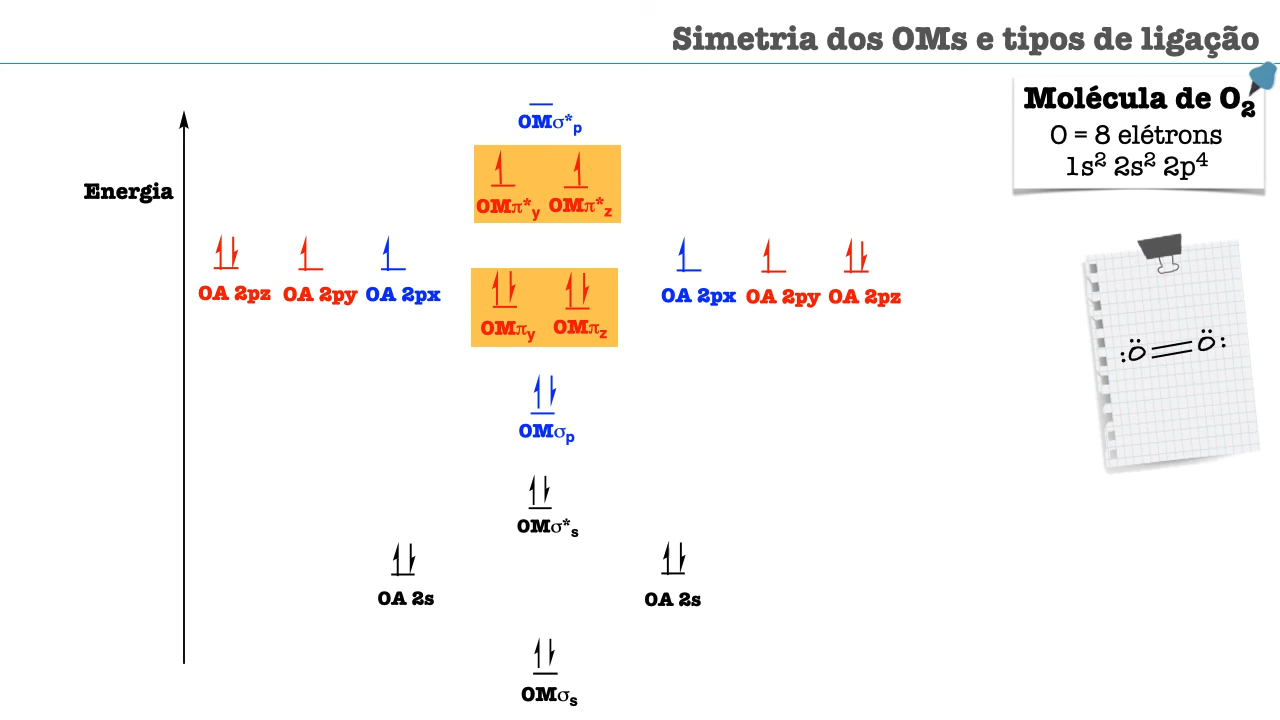 Simetria dos OMs e tipos de ligação
Molécula de O₂
O = 8 elétrons
1s² 2s² 2p⁴
Energia
OMσ*p
OMπ*y OMπ*z
OA 2pz OA 2py OA 2px
OA 2px OA 2py OA 2pz
OMπy OMπz
:Ö=Ö:
OMσp
OMσ*s
OA 2s
OA 2s
OMσs